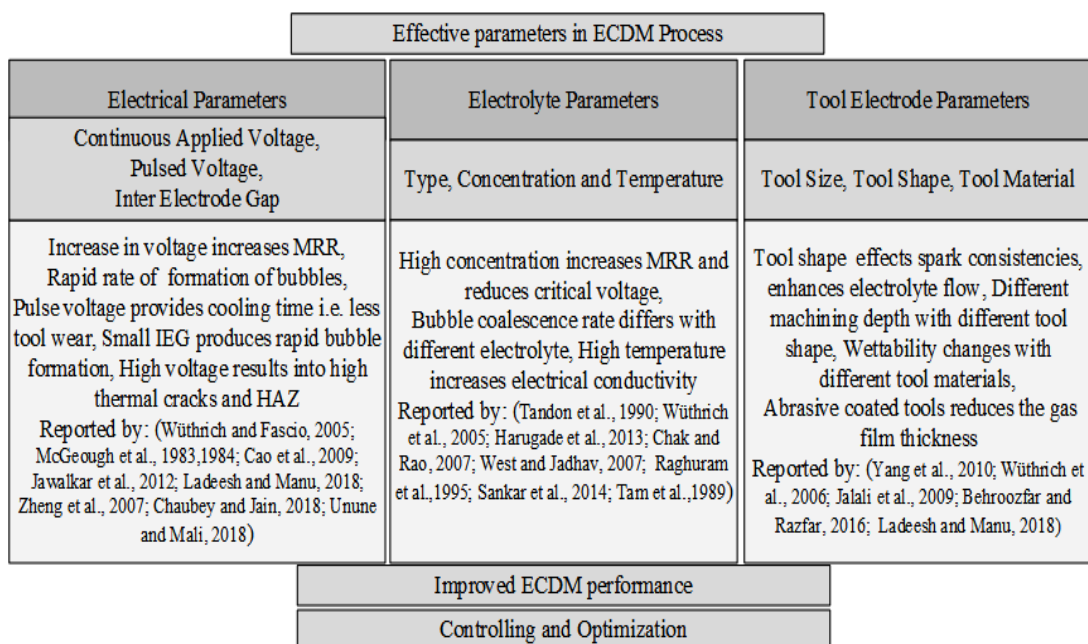 Effective parameters in ECDM Process
Electrical Parameters
Continuous Applied Voltage,
Pulsed Voltage,
Inter Electrode Gap
Increase in voltage increases MRR,
Rapid rate of formation of bubbles,
Pulse voltage provides cooling time i.e. less
tool wear, Small IEG produces rapid bubble
formation, High voltage results into high
thermal cracks and HAZ
Reported by: (Wüthrich and Fascio, 2005;
McGeough et al., 1983,1984; Cao et al., 2009;
Jawalkar et al., 2012; Ladeesh and Manu, 2018;
Zheng et al., 2007; Chaubey and Jain, 2018; Unune
and Mali, 2018)
Electrolyte Parameters
Type, Concentration and Temperature
High concentration increases MRR and
reduces critical voltage,
Bubble coalescence rate differs with
different electrolyte, High temperature
increases electrical conductivity
Reported by: (Tandon et al., 1990; Wüthrich
et al., 2005; Harugade et al., 2013; Chak and
Rao, 2007; West and Jadhav, 2007; Raghuram
et al.,1995; Sankar et al., 2014; Tam et al.,1989)
Tool Electrode Parameters
Tool Size, Tool Shape, Tool Material
Tool shape effects spark consistencies,
enhances electrolyte flow, Different
machining depth with different tool
shape, Wettability changes with
different tool materials,
Abrasive coated tools reduces the gas
film thickness
Reported by: (Yang et al., 2010; Wüthrich et
al., 2006; Jalali et al., 2009; Behroozfar and
Razfar, 2016; Ladeesh and Manu, 2018)
Improved ECDM performance
Controlling and Optimization